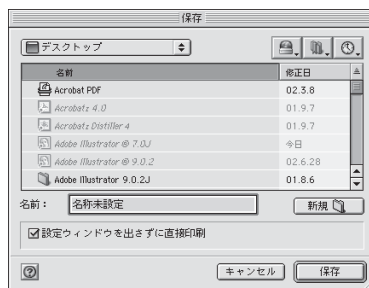 保存
デスクトップ
名前 修正日
Acrobat PDF 02.3.8
Acrobatz 4.0 01.9.7
Acrobatz Distiller 4 01.9.7
Adobe Illustrator ® 7.0J 今日
Adobe Illustrator ® 9.0.2 02.6.28
Adobe Illustrator 9.0.2J 01.8.6
名前： 名称未設定 新規
設定ウィンドウを出さずに直接印刷
? キャンセル 保存